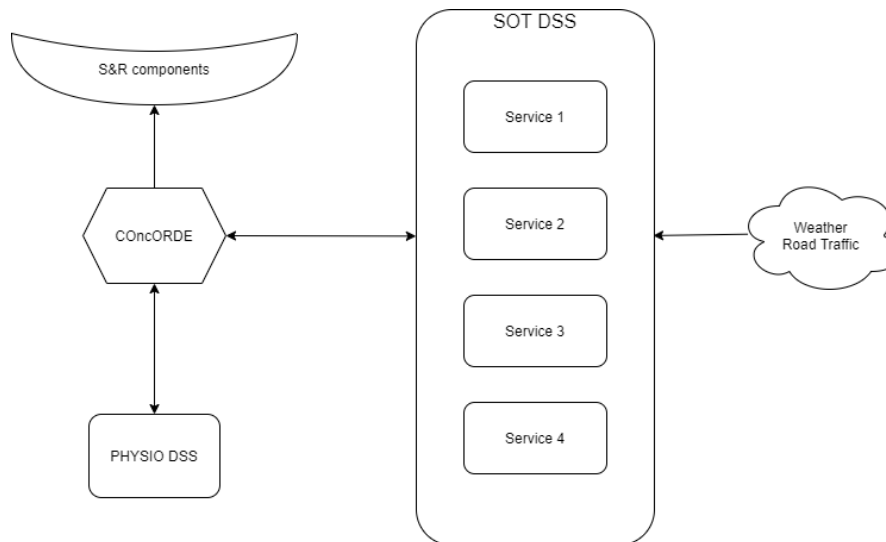 SOT DSS
S&R components
Service 1
COncORDE
Service 2
Weather
Road Traffic
Service 3
Service 4
PHYSIO DSS